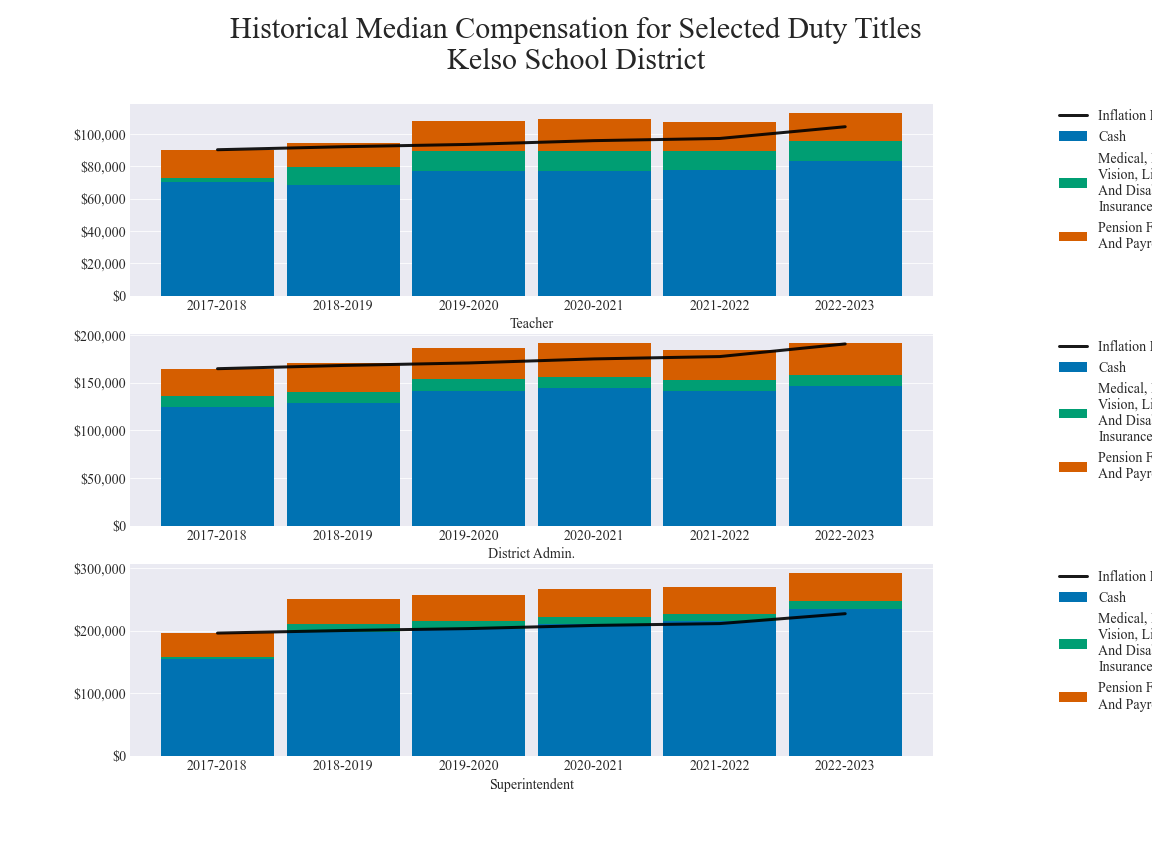 Historical Median Compensation for Selected Duty Titles
Kelso School District
$100,000
$80,000
$60,000
$40,000
$20,000
$0
2017-2018 2018-2019 2019-2020 2020-2021 2021-2022 2022-2023
Teacher
Inflation
Cash
Medical,
Vision,
And
Insurance
Pension
And
$200,000
$150,000
$100,000
$50,000
$0
2017-2018 2018-2019 2019-2020 2020-2021 2021-2022 2022-2023
District Admin.
Inflation
Cash
Medical,
Vision,
And
Insurance
Pension
And
$300,000
$200,000
$100,000
$0
2017-2018 2018-2019 2019-2020 2020-2021 2021-2022 2022-2023
Superintendent
Inflation
Cash
Medical,
Vision,
And
Insurance
Pension
And